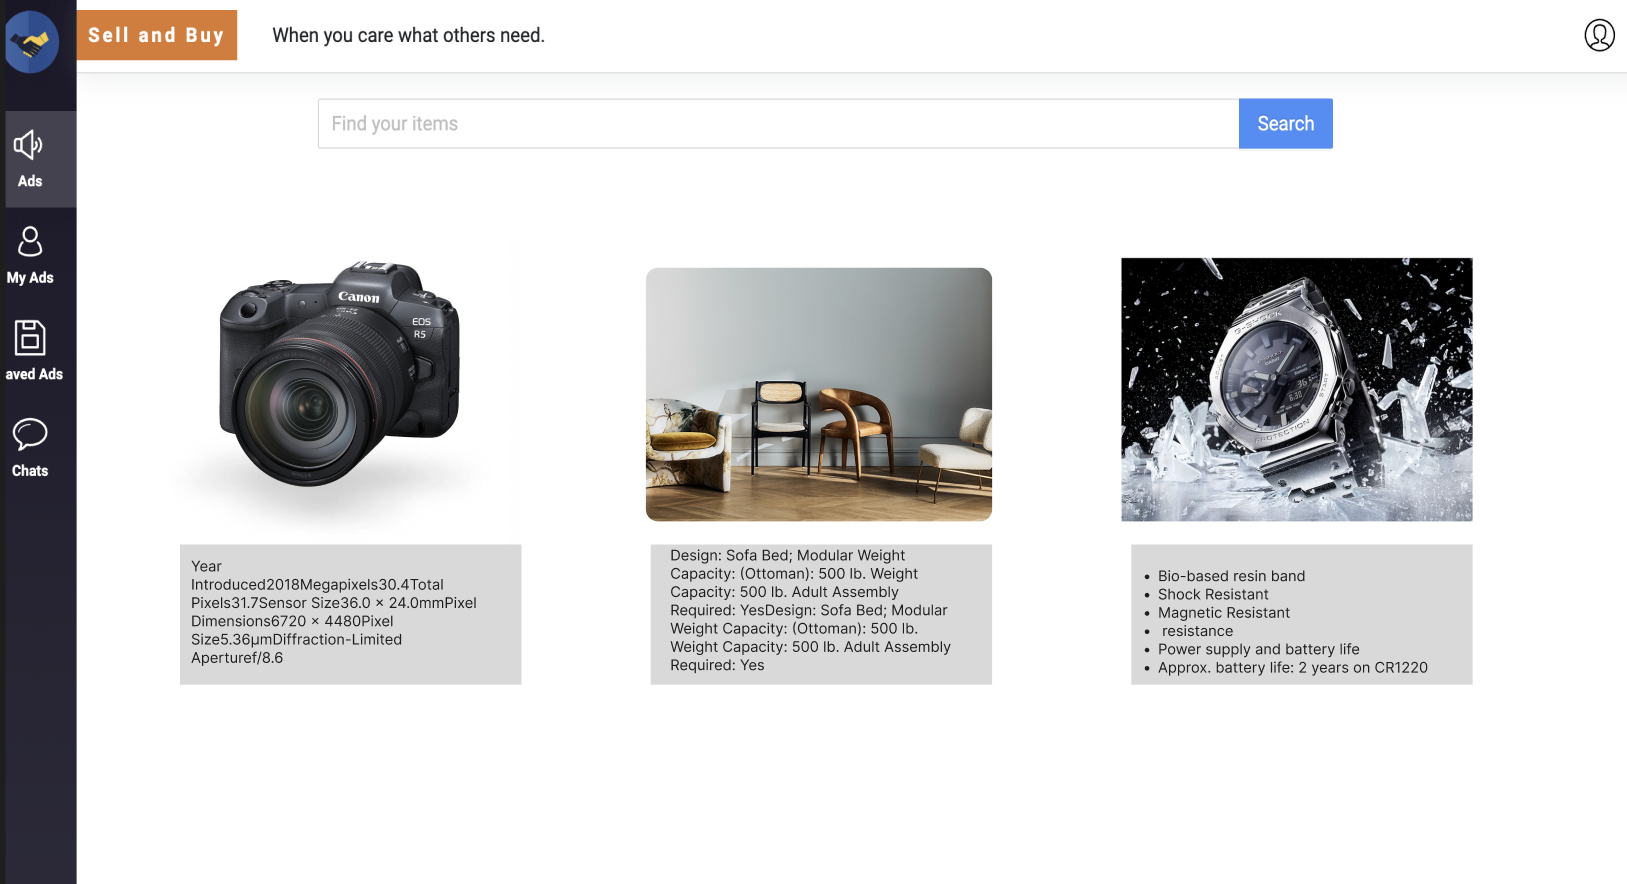 Sell and Buy
When you care what others need.
Find your items
Search
Ads
My Ads
aved Ads
Chats
Canon
EOS
R5
G-SHOCK
PROTECTION
START
Year
Introduced2018Megapixels30.4Total
Pixels31.7Sensor Size36.0 × 24.0mmPixel
Dimensions6720 × 4480Pixel
Size5.36µmDiffraction-Limited
Aperturef/8.6
Design: Sofa Bed; Modular Weight
Capacity: (Ottoman): 500 lb. Weight
Capacity: 500 lb. Adult Assembly
Required: YesDesign: Sofa Bed; Modular
Weight Capacity: (Ottoman): 500 lb.
Weight Capacity: 500 lb. Adult Assembly
Required: Yes
• Bio-based resin band
• Shock Resistant
• Magnetic Resistant
• resistance
• Power supply and battery life
• Approx. battery life: 2 years on CR1220